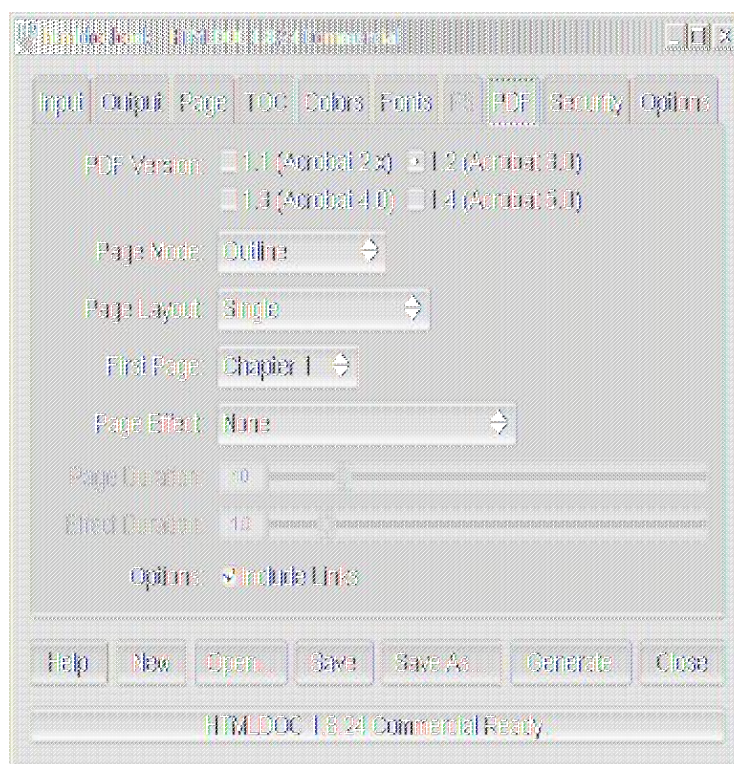 HTMLDOC 1.8.24 Commercial
Input Output Page TOC Colors Fonts PS PDF Security Options
PDF Version: 1.1 (Acrobat 2.x) 1.2 (Acrobat 3.0)
1.3 (Acrobat 4.0) 1.4 (Acrobat 5.0)
Page Mode: Outline
Page Layout: Single
First Page: Chapter 1
Page Effect: None
Page Duration: 10
Effect Duration: 1.0
Options: Include Links
Help New Open... Save Save As... Generate Close
HTMLDOC 1.8.24 Commercial Ready.